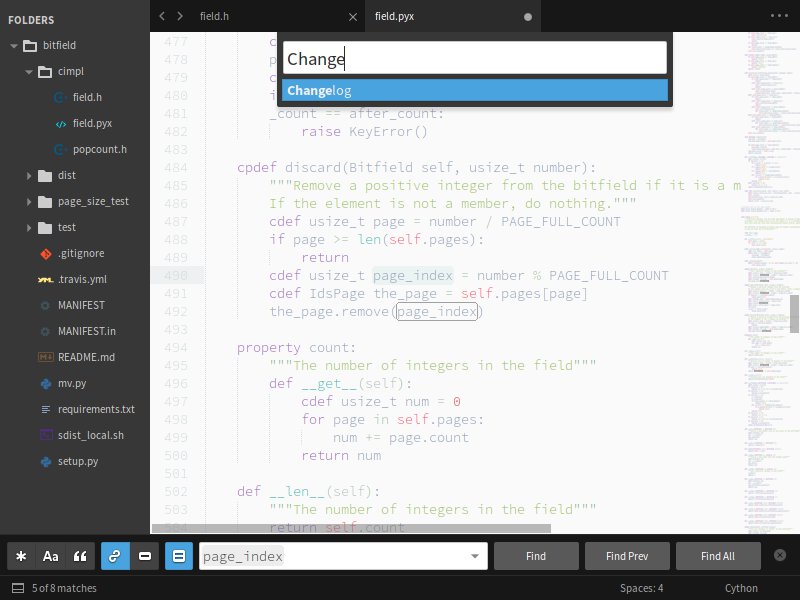 FOLDERS
bitfield
cimpl
field.h
field.pyx
popcount.h
dist
page_size_test
test
.gitignore
.travis.yml
MANIFEST
MANIFEST.in
README.md
mv.py
requirements.txt
sdist_local.sh
setup.py
field.h
field.pyx
Change
Changelog
477 c
478 p
479 c
480 i
481 _count == after_count:
482 raise KeyError()
483
484 cpdef discard(Bitfield self, usize_t number):
485 """Remove a positive integer from the bitfield if it is a m
486 If the element is not a member, do nothing."""
487 cdef usize_t page = number / PAGE_FULL_COUNT
488 if page >= len(self.pages):
489 return
490 cdef usize_t page_index = number % PAGE_FULL_COUNT
491 cdef IdsPage the_page = self.pages[page]
492 the_page.remove(page_index)
493
494 property count:
495 """The number of integers in the field"""
496 def __get__(self):
497 cdef usize_t num = 0
498 for page in self.pages:
499 num += page.count
500 return num
501
502 def __len__(self):
503 """The number of integers in the field"""
504 return self.count
Aa
page_index
Find
Find Prev
Find All
5 of 8 matches
Spaces: 4
Cython